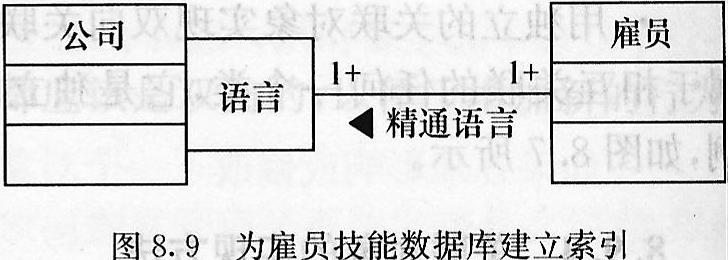 公司
雇员
语言
1+
1+
◀ 精通语言
图 8.9 为雇员技能数据库建立索引